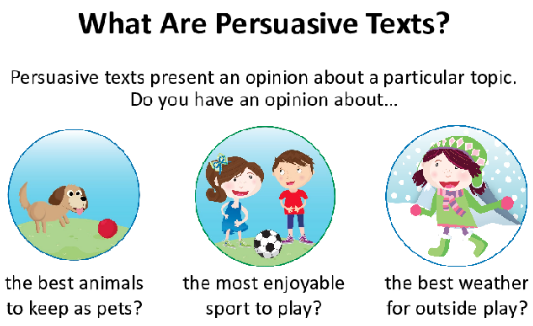 What Are Persuasive Texts?
Persuasive texts present an opinion about a particular topic.
Do you have an opinion about...
the best animals
to keep as pets?
the most enjoyable
sport to play?
the best weather
for outside play?